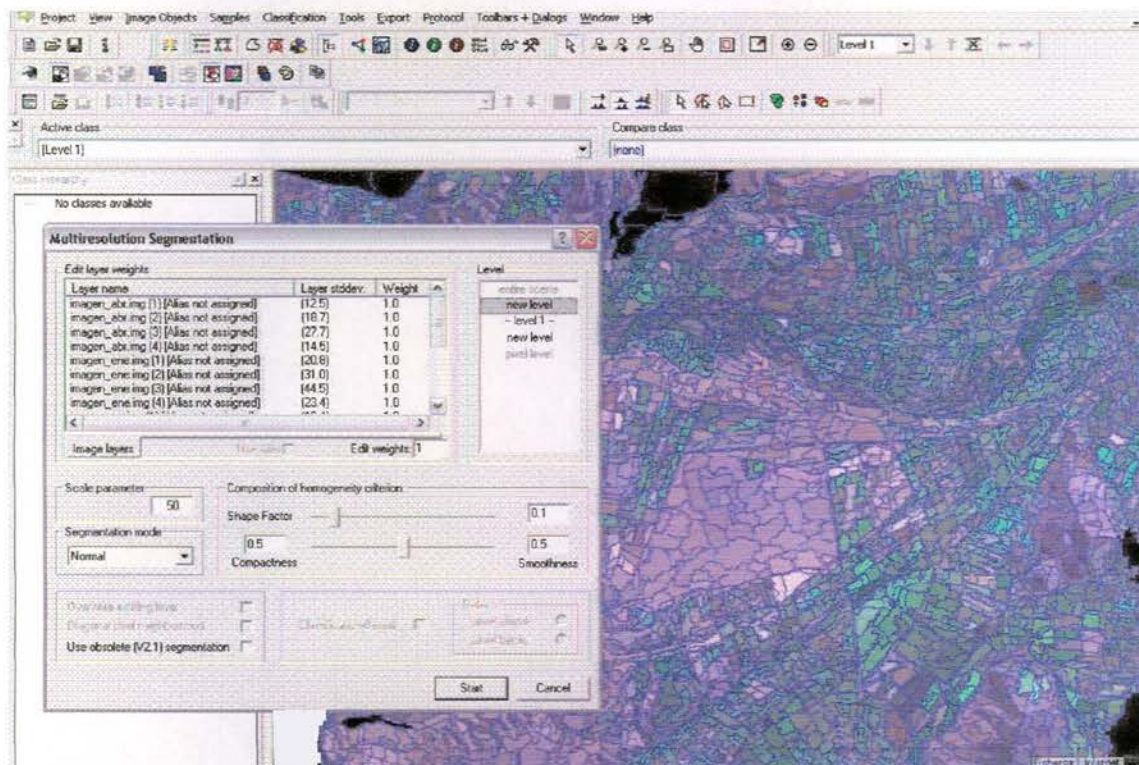 Project View Image Objects Samples Classification Tools Export Protocol Toolbars + Dialogs Window Help
Level 1
Active class
Compare class
(Level 1)
(none)
No classes available
Multiresolution Segmentation
Edit layer weights
Level
Layer name Layer stddev. Weight
entire scene
imagen_abr.img (1) [Alias not assigned] (12.5) 1.0
new level
imagen_abr.img (2) [Alias not assigned] (18.7) 1.0
- level 1 -
imagen_abr.img (3) [Alias not assigned] (27.7) 1.0
new level
imagen_abr.img (4) [Alias not assigned] (14.5) 1.0
pixel level
imagen_ene.img (1) [Alias not assigned] (20.8) 1.0
imagen_ene.img (2) [Alias not assigned] (31.0) 1.0
imagen_ene.img (3) [Alias not assigned] (44.5) 1.0
imagen_ene.img (4) [Alias not assigned] (23.4) 1.0
Image layers
Edit weights: 1
Scale parameter
50
Composition of homogeneity criterion
Shape Factor
0.1
Segmentation mode
Normal
0.5
0.5
Compactness
Smoothness
Use obsolete (V2.1) segmentation
Start
Cancel